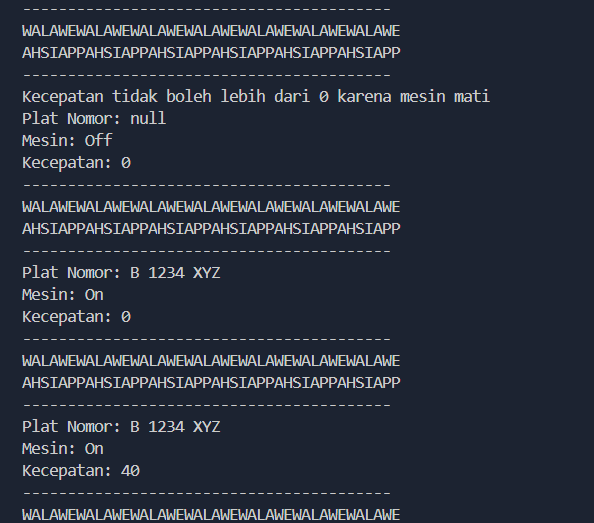 -----------------------------------------
WALAWEWALAWEWALAWEWALAWEWALAWEWALAWEWALAWE
AHSIAPPAHSIAPPAHSIAPPAHSIAPPAHSIAPPAHSIAPP
-----------------------------------------
Kecepatan tidak boleh lebih dari 0 karena mesin mati
Plat Nomor: null
Mesin: Off
Kecepatan: 0
-----------------------------------------
WALAWEWALAWEWALAWEWALAWEWALAWEWALAWEWALAWE
AHSIAPPAHSIAPPAHSIAPPAHSIAPPAHSIAPPAHSIAPP
-----------------------------------------
Plat Nomor: B 1234 XYZ
Mesin: On
Kecepatan: 0
-----------------------------------------
WALAWEWALAWEWALAWEWALAWEWALAWEWALAWEWALAWE
AHSIAPPAHSIAPPAHSIAPPAHSIAPPAHSIAPPAHSIAPP
-----------------------------------------
Plat Nomor: B 1234 XYZ
Mesin: On
Kecepatan: 40
-----------------------------------------
WALAWEWALAWEWALAWEWALAWEWALAWEWALAWEWALAWE